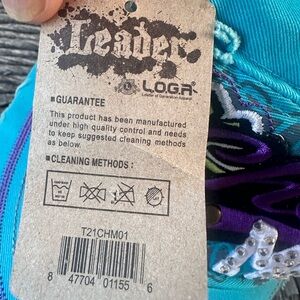 Leader
L.O.G.A
Leader of Generation Apparel
■GUARANTEE
This product has been manufactured
under high quality control and needs
to keep suggested cleaning methods
as below.
■CLEANING METHODS :
T21CHM01
8 47704 01155 6